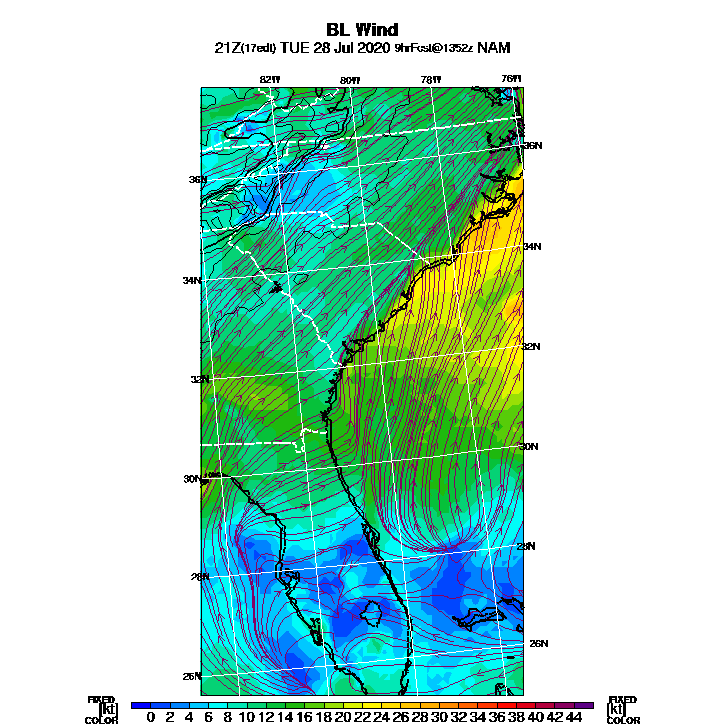 BL Wind
21Z(17edt) TUE 28 Jul 2020 9hrFcst@1352z NAM
82W 80W 78W 76W
36N
36N
34N
34N
32N
32N
30N
30N
28N
28N
26N
26N
FIXED FIXED
[kt] 0 2 4 6 8 10 12 14 16 18 20 22 24 26 28 30 32 34 36 38 40 42 44 [kt]
COLOR COLOR